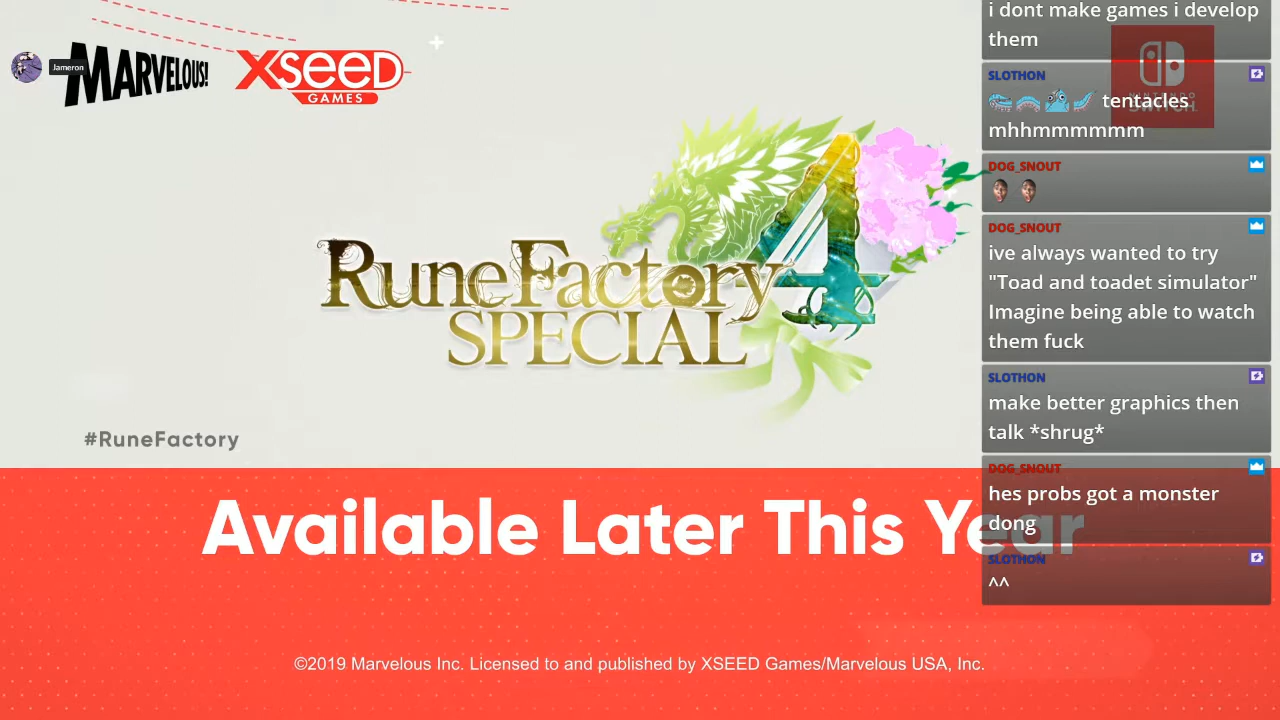 Jameron
MARVELOUS!
XSEED
GAMES
Rune Factory 4
SPECIAL
#RuneFactory
Available Later This Year
©2019 Marvelous Inc. Licensed to and published by XSEED Games/Marvelous USA, Inc.
NINTENDO
SWITCH
i dont make games i develop
them
SLOTHON
tentacles
mhhmmmmmm
DOG_SNOUT
DOG_SNOUT
ive always wanted to try
"Toad and toadet simulator"
Imagine being able to watch
them fuck
SLOTHON
make better graphics then
talk *shrug*
DOG_SNOUT
hes probs got a monster
dong
SLOTHON
^^